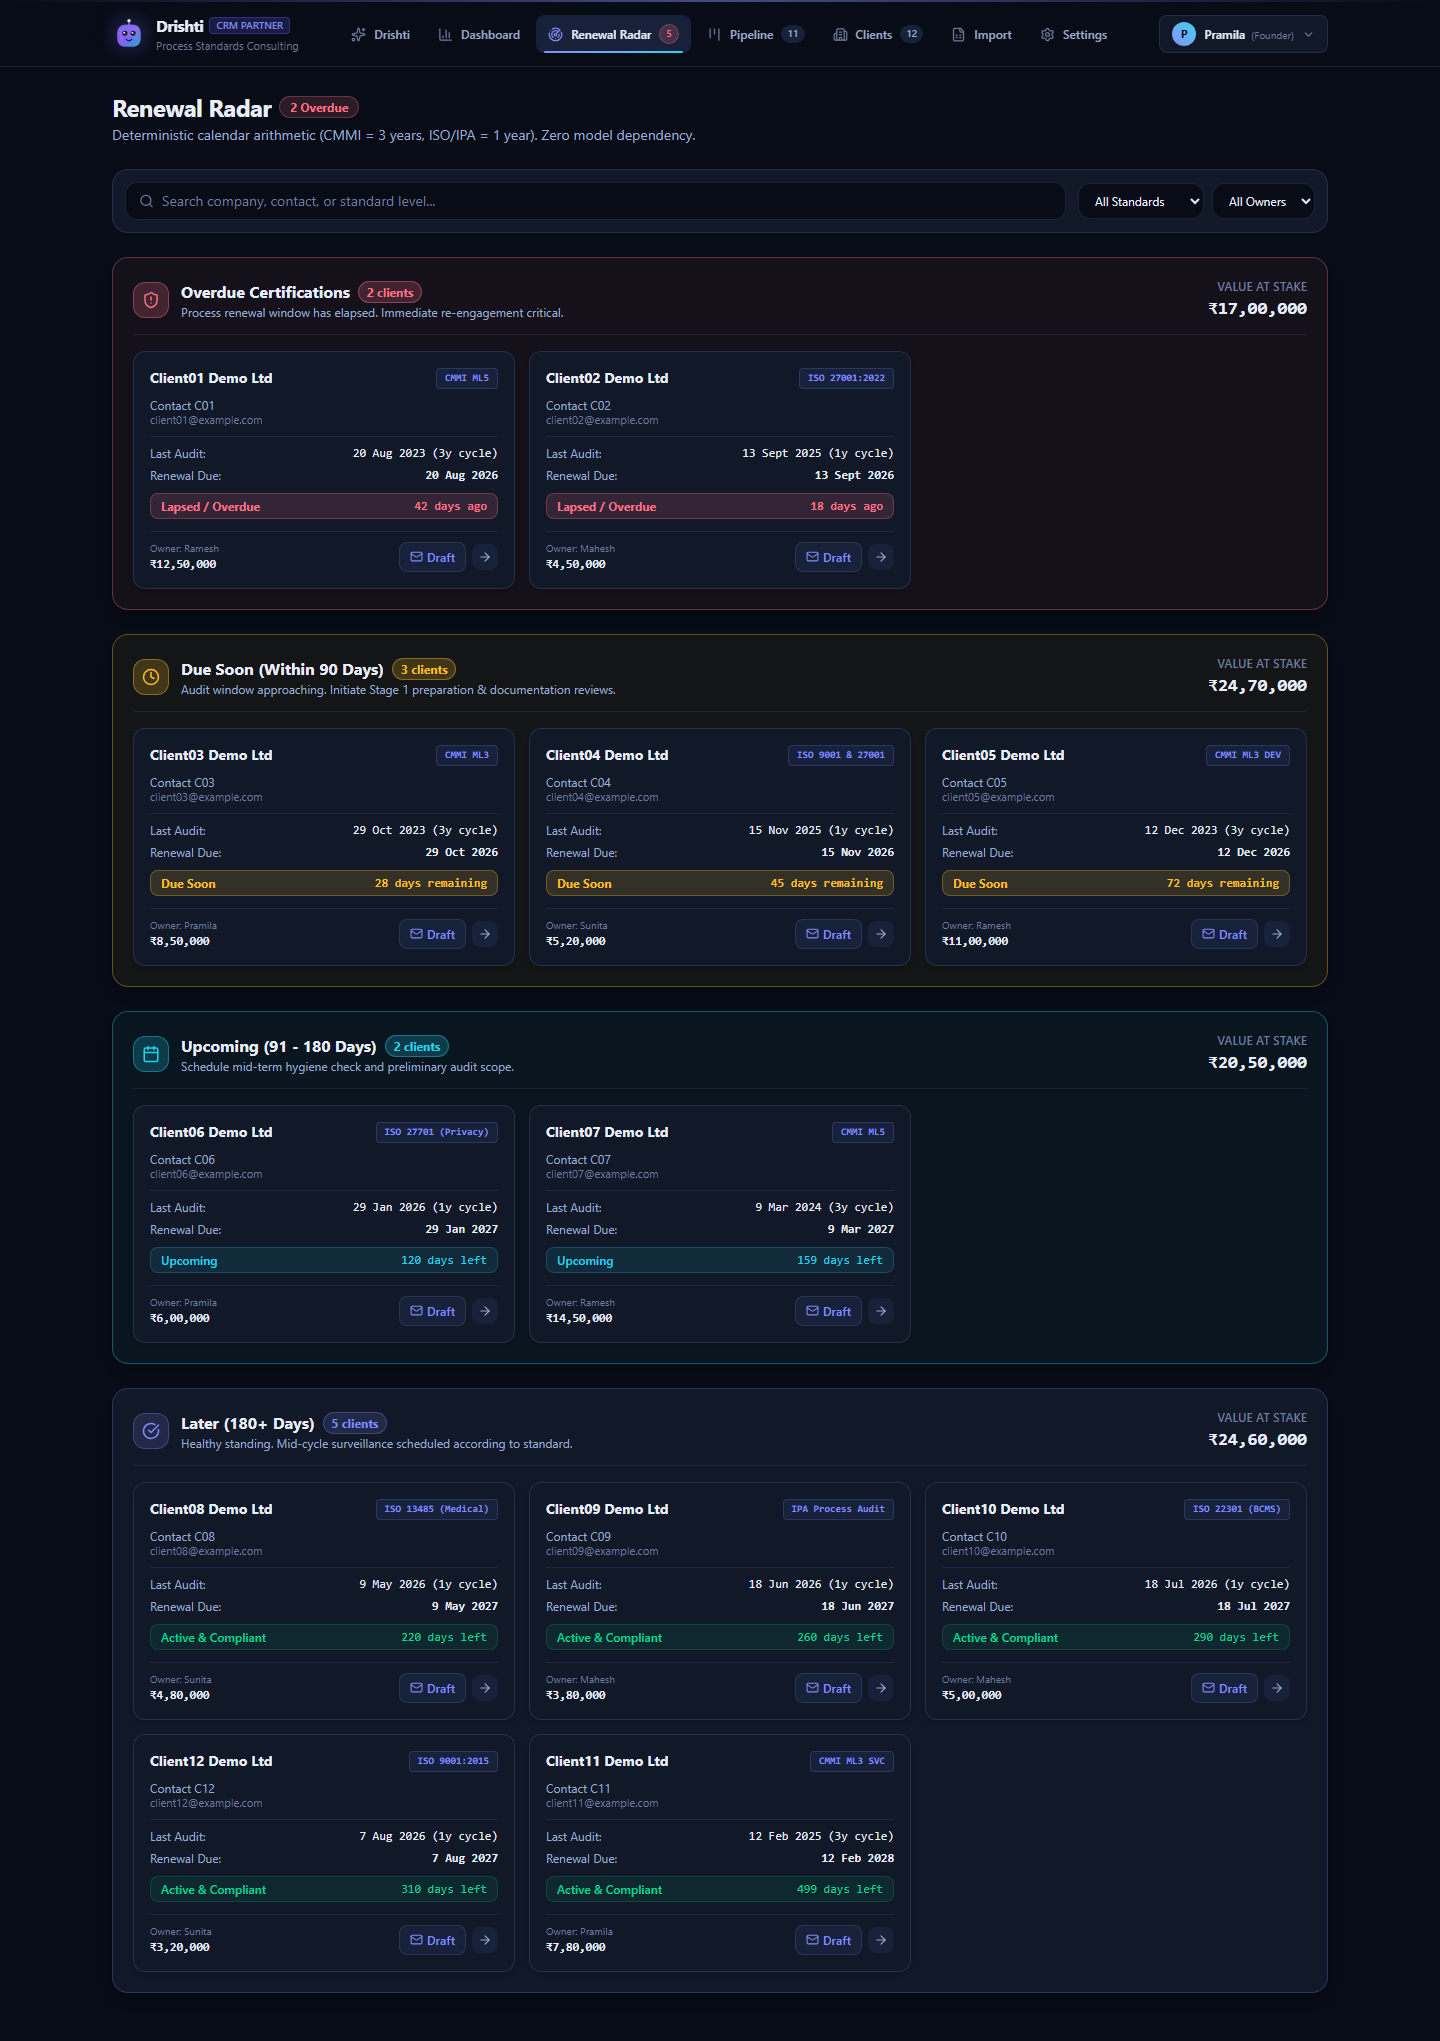 Drishti CRM PARTNER
Process Standards Consulting
Drishti Dashboard Renewal Radar 5 Pipeline 11 Clients 12 Import Settings
P Pramila (Founder)
Renewal Radar 2 Overdue
Deterministic calendar arithmetic (CMMI = 3 years, ISO/IPA = 1 year). Zero model dependency.
Search company, contact, or standard level...
All Standards
All Owners
Overdue Certifications 2 clients
Process renewal window has elapsed. Immediate re-engagement critical.
VALUE AT STAKE
₹17,00,000
Client01 Demo Ltd CMMI ML5
Contact C01
client01@example.com
Last Audit: 20 Aug 2023 (3y cycle)
Renewal Due: 20 Aug 2026
Lapsed / Overdue 42 days ago
Owner: Ramesh
₹12,50,000
Draft
Client02 Demo Ltd ISO 27001:2022
Contact C02
client02@example.com
Last Audit: 13 Sept 2025 (1y cycle)
Renewal Due: 13 Sept 2026
Lapsed / Overdue 18 days ago
Owner: Mahesh
₹4,50,000
Draft
Due Soon (Within 90 Days) 3 clients
Audit window approaching. Initiate Stage 1 preparation & documentation reviews.
VALUE AT STAKE
₹24,70,000
Client03 Demo Ltd CMMI ML3
Contact C03
client03@example.com
Last Audit: 29 Oct 2023 (3y cycle)
Renewal Due: 29 Oct 2026
Due Soon 28 days remaining
Owner: Pramila
₹8,50,000
Draft
Client04 Demo Ltd ISO 9001 & 27001
Contact C04
client04@example.com
Last Audit: 15 Nov 2025 (1y cycle)
Renewal Due: 15 Nov 2026
Due Soon 45 days remaining
Owner: Sunita
₹5,20,000
Draft
Client05 Demo Ltd CMMI ML3 DEV
Contact C05
client05@example.com
Last Audit: 12 Dec 2023 (3y cycle)
Renewal Due: 12 Dec 2026
Due Soon 72 days remaining
Owner: Ramesh
₹11,00,000
Draft
Upcoming (91 - 180 Days) 2 clients
Schedule mid-term hygiene check and preliminary audit scope.
VALUE AT STAKE
₹20,50,000
Client06 Demo Ltd ISO 27701 (Privacy)
Contact C06
client06@example.com
Last Audit: 29 Jan 2026 (1y cycle)
Renewal Due: 29 Jan 2027
Upcoming 120 days left
Owner: Pramila
₹6,00,000
Draft
Client07 Demo Ltd CMMI ML5
Contact C07
client07@example.com
Last Audit: 9 Mar 2024 (3y cycle)
Renewal Due: 9 Mar 2027
Upcoming 159 days left
Owner: Ramesh
₹14,50,000
Draft
Later (180+ Days) 5 clients
Healthy standing. Mid-cycle surveillance scheduled according to standard.
VALUE AT STAKE
₹24,60,000
Client08 Demo Ltd ISO 13485 (Medical)
Contact C08
client08@example.com
Last Audit: 9 May 2026 (1y cycle)
Renewal Due: 9 May 2027
Active & Compliant 220 days left
Owner: Sunita
₹4,80,000
Draft
Client09 Demo Ltd IPA Process Audit
Contact C09
client09@example.com
Last Audit: 18 Jun 2026 (1y cycle)
Renewal Due: 18 Jun 2027
Active & Compliant 260 days left
Owner: Mahesh
₹3,80,000
Draft
Client10 Demo Ltd ISO 22301 (BCMS)
Contact C10
client10@example.com
Last Audit: 18 Jul 2026 (1y cycle)
Renewal Due: 18 Jul 2027
Active & Compliant 290 days left
Owner: Mahesh
₹5,00,000
Draft
Client12 Demo Ltd ISO 9001:2015
Contact C12
client12@example.com
Last Audit: 7 Aug 2026 (1y cycle)
Renewal Due: 7 Aug 2027
Active & Compliant 310 days left
Owner: Sunita
₹3,20,000
Draft
Client11 Demo Ltd CMMI ML3 SVC
Contact C11
client11@example.com
Last Audit: 12 Feb 2025 (3y cycle)
Renewal Due: 12 Feb 2028
Active & Compliant 499 days left
Owner: Pramila
₹7,80,000
Draft